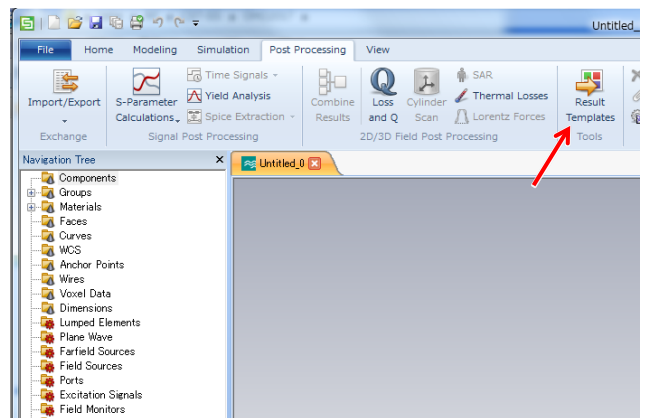 Untitled_
File Home Modeling Simulation Post Processing View
Import/Export
S-Parameter
Calculations
Time Signals
Yield Analysis
Spice Extraction
Combine
Results
Loss
and Q
Cylinder
Scan
SAR
Thermal Losses
Lorentz Forces
Result
Templates
Exchange Signal Post Processing 2D/3D Field Post Processing Tools
Navigation Tree
Untitled_0
Components
Groups
Materials
Faces
Curves
WCS
Anchor Points
Wires
Voxel Data
Dimensions
Lumped Elements
Plane Wave
Farfield Sources
Field Sources
Ports
Excitation Signals
Field Monitors